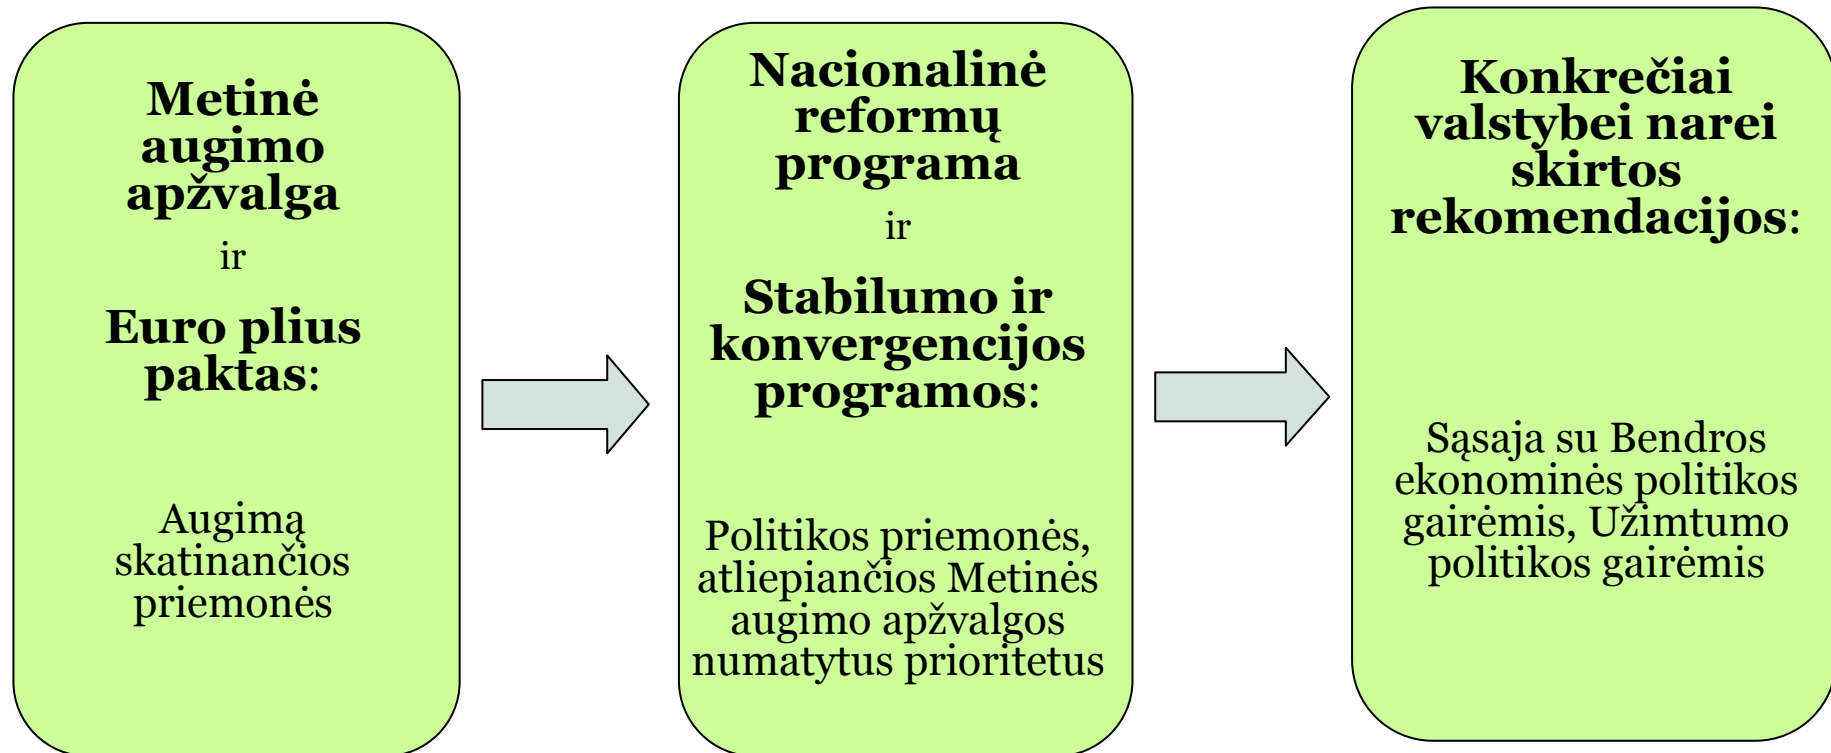 Metinė
augimo
apžvalga
ir
Euro plius
paktas:
Augimą
skatinančios
priemonės
Nacionalinė
reformų
programa
ir
Stabilumo ir
konvergencijos
programos:
Politikos priemonės,
atliepiančios Metinės
augimo apžvalgos
numatytus prioritetus
Konkrečiai
valstybei narei
skirtos
rekomendacijos:
Sąsaja su Bendros
ekonominės politikos
gairėmis, Užimtumo
politikos gairėmis